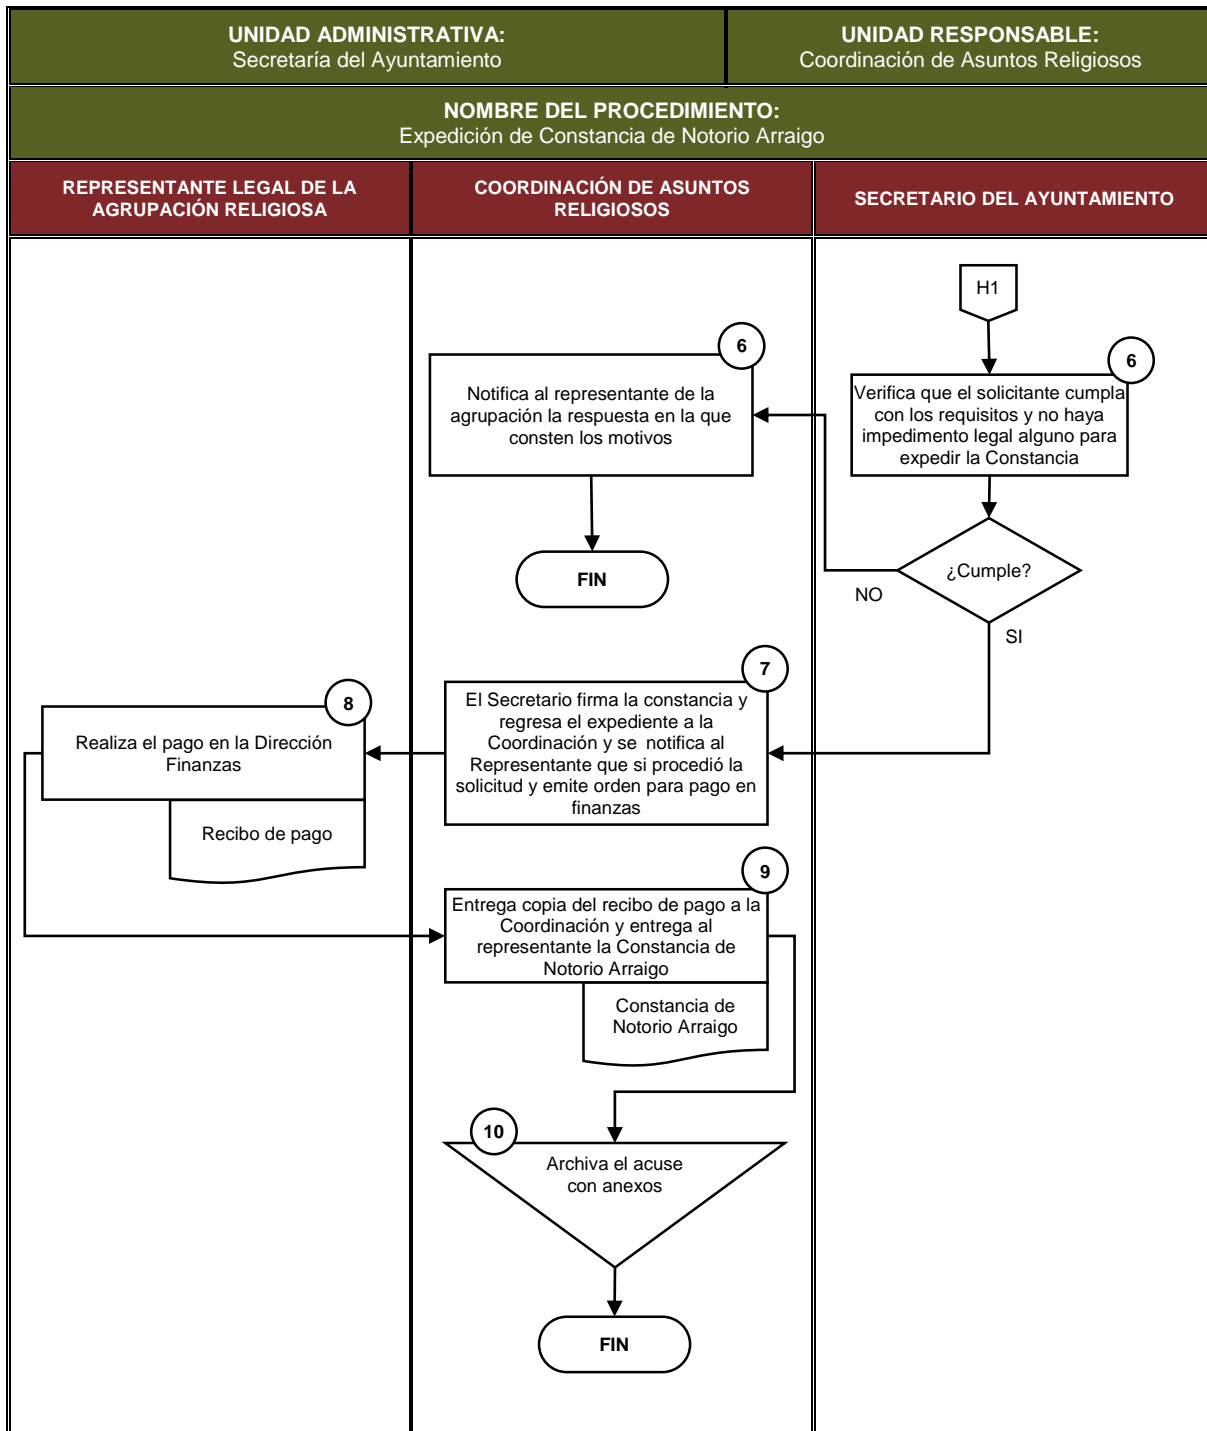 UNIDAD ADMINISTRATIVA:
Secretaría del Ayuntamiento
UNIDAD RESPONSABLE:
Coordinación de Asuntos Religiosos
NOMBRE DEL PROCEDIMIENTO:
Expedición de Constancia de Notorio Arraigo
REPRESENTANTE LEGAL DE LA
AGRUPACIÓN RELIGIOSA
COORDINACIÓN DE ASUNTOS
RELIGIOSOS
SECRETARIO DEL AYUNTAMIENTO
H1
6
Verifica que el solicitante cumpla
con los requisitos y no haya
impedimento legal alguno para
expedir la Constancia
6
Notifica al representante de la
agrupación la respuesta en la que
consten los motivos
FIN
¿Cumple?
NO
SI
7
El Secretario firma la constancia y
regresa el expediente a la
Coordinación y se notifica al
Representante que si procedió la
solicitud y emite orden para pago en
finanzas
8
Realiza el pago en la Dirección
Finanzas
Recibo de pago
9
Entrega copia del recibo de pago a la
Coordinación y entrega al
representante la Constancia de
Notorio Arraigo
Constancia de
Notorio Arraigo
10
Archiva el acuse
con anexos
FIN